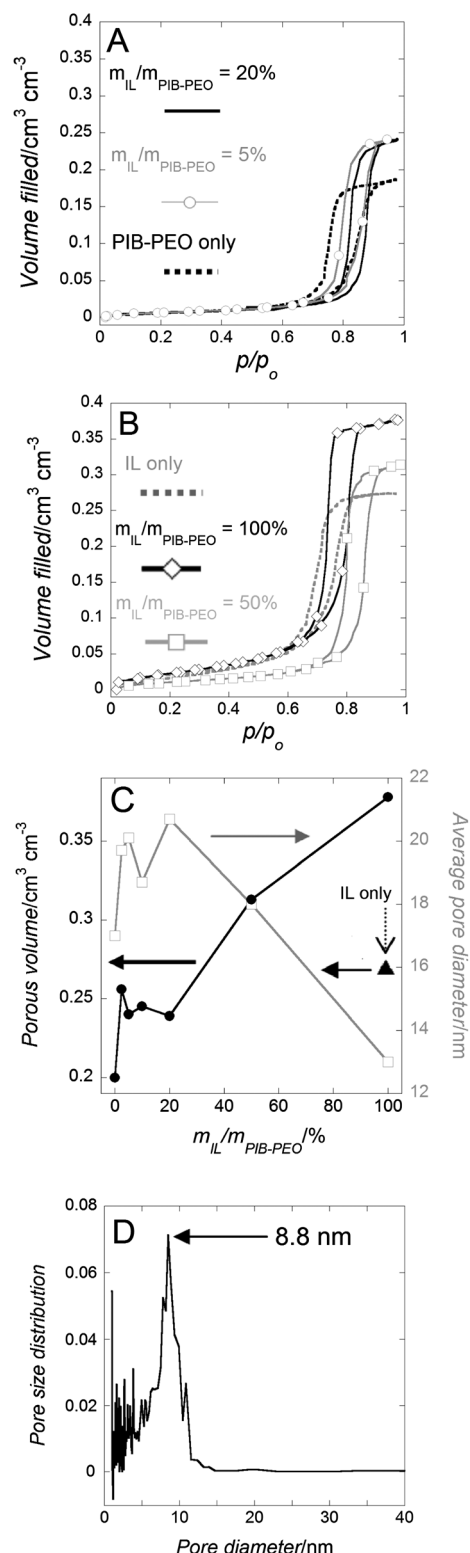 A
m_IL/m_PIB-PEO = 20%
m_IL/m_PIB-PEO = 5%
PIB-PEO only
Volume filled/cm³ cm⁻³
0.4
0.35
0.3
0.25
0.2
0.15
0.1
0.05
0
0 0.2 0.4 0.6 0.8 1
p/p_o
B
IL only
m_IL/m_PIB-PEO = 100%
m_IL/m_PIB-PEO = 50%
Volume filled/cm³ cm⁻³
0.4
0.35
0.3
0.25
0.2
0.15
0.1
0.05
0
0 0.2 0.4 0.6 0.8 1
p/p_o
C
IL only
Porous volume/cm³ cm⁻³
0.35
0.3
0.25
0.2
22
20
18
16
14
12
Average pore diameter/nm
0 20 40 60 80 100
m_IL/m_PIB-PEO/%
D
8.8 nm
Pore size distribution
0.08
0.06
0.04
0.02
0
0 10 20 30 40
Pore diameter/nm